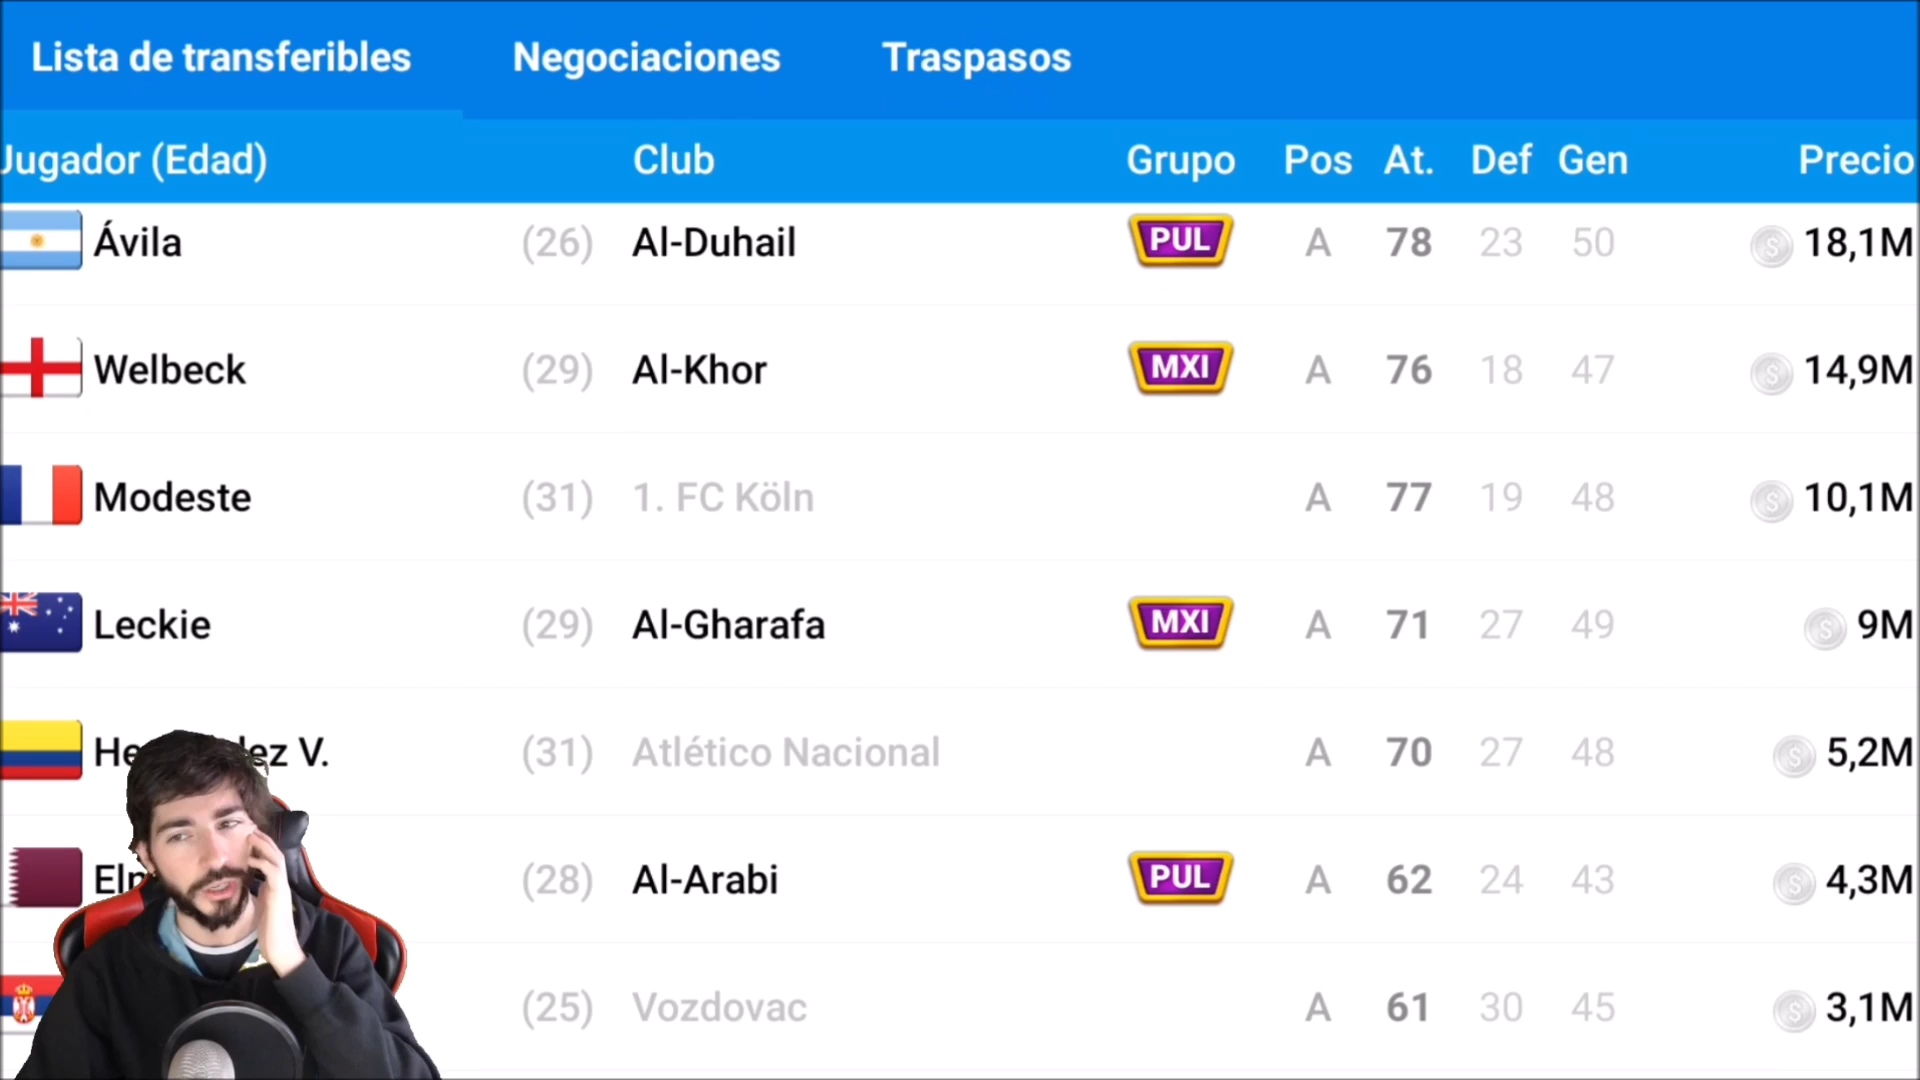 Lista de transferibles Negociaciones Traspasos
Jugador (Edad) Club Grupo Pos At. Def Gen Precio
Ávila (26) Al-Duhail PUL A 78 23 50 18,1M
Welbeck (29) Al-Khor MXI A 76 18 47 14,9M
Modeste (31) 1. FC Köln A 77 19 48 10,1M
Leckie (29) Al-Gharafa MXI A 71 27 49 9M
V. (31) Atlético Nacional A 70 27 48 5,2M
(28) Al-Arabi PUL A 62 24 43 4,3M
(25) Vozdovac A 61 30 45 3,1M